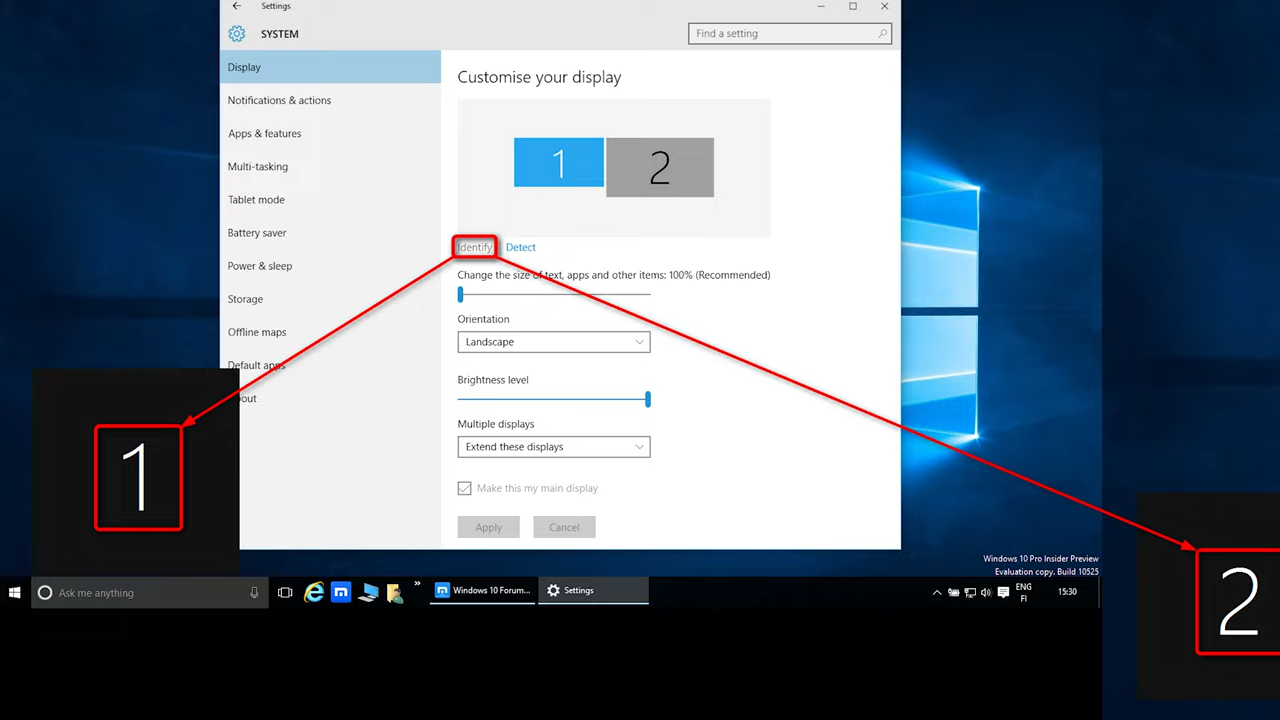 Settings
SYSTEM
Find a setting
Display
Notifications & actions
Apps & features
Multi-tasking
Tablet mode
Battery saver
Power & sleep
Storage
Offline maps
Default apps
out
Customise your display
1 2
Identify Detect
Change the size of text, apps and other items: 100% (Recommended)
Orientation
Landscape
Brightness level
Multiple displays
Extend these displays
Make this my main display
Apply Cancel
1
2
Windows 10 Pro Insider Preview
Evaluation copy. Build 10525
Ask me anything
Windows 10 Forum...
Settings
ENG
FI
15:30